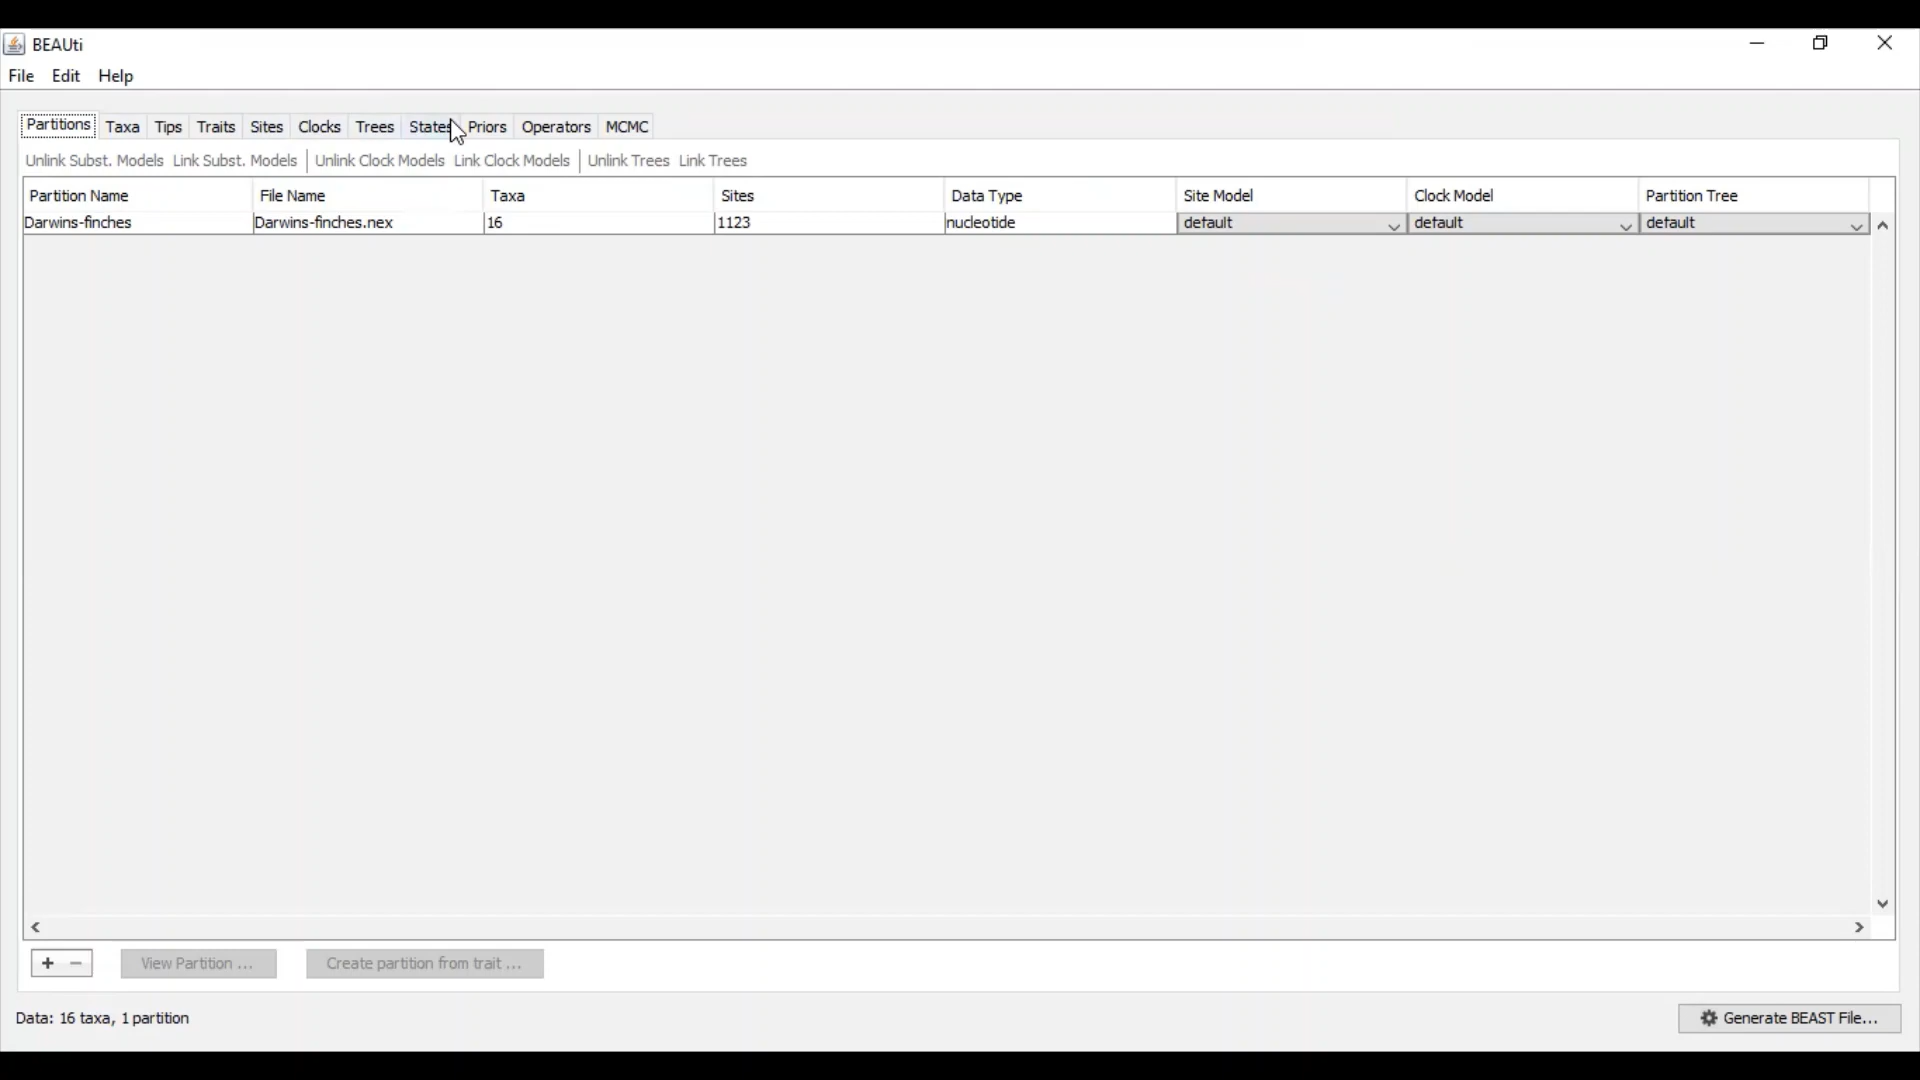 BEAUti
File Edit Help
Partitions Taxa Tips Traits Sites Clocks Trees States Priors Operators MCMC
Unlink Subst. Models Link Subst. Models Unlink Clock Models Link Clock Models Unlink Trees Link Trees
Partition Name File Name Taxa Sites Data Type Site Model Clock Model Partition Tree
Darwins-finches Darwins-finches.nex 16 1123 nucleotide default default default
+ − View Partition ... Create partition from trait ...
Data: 16 taxa, 1 partition Generate BEAST File...